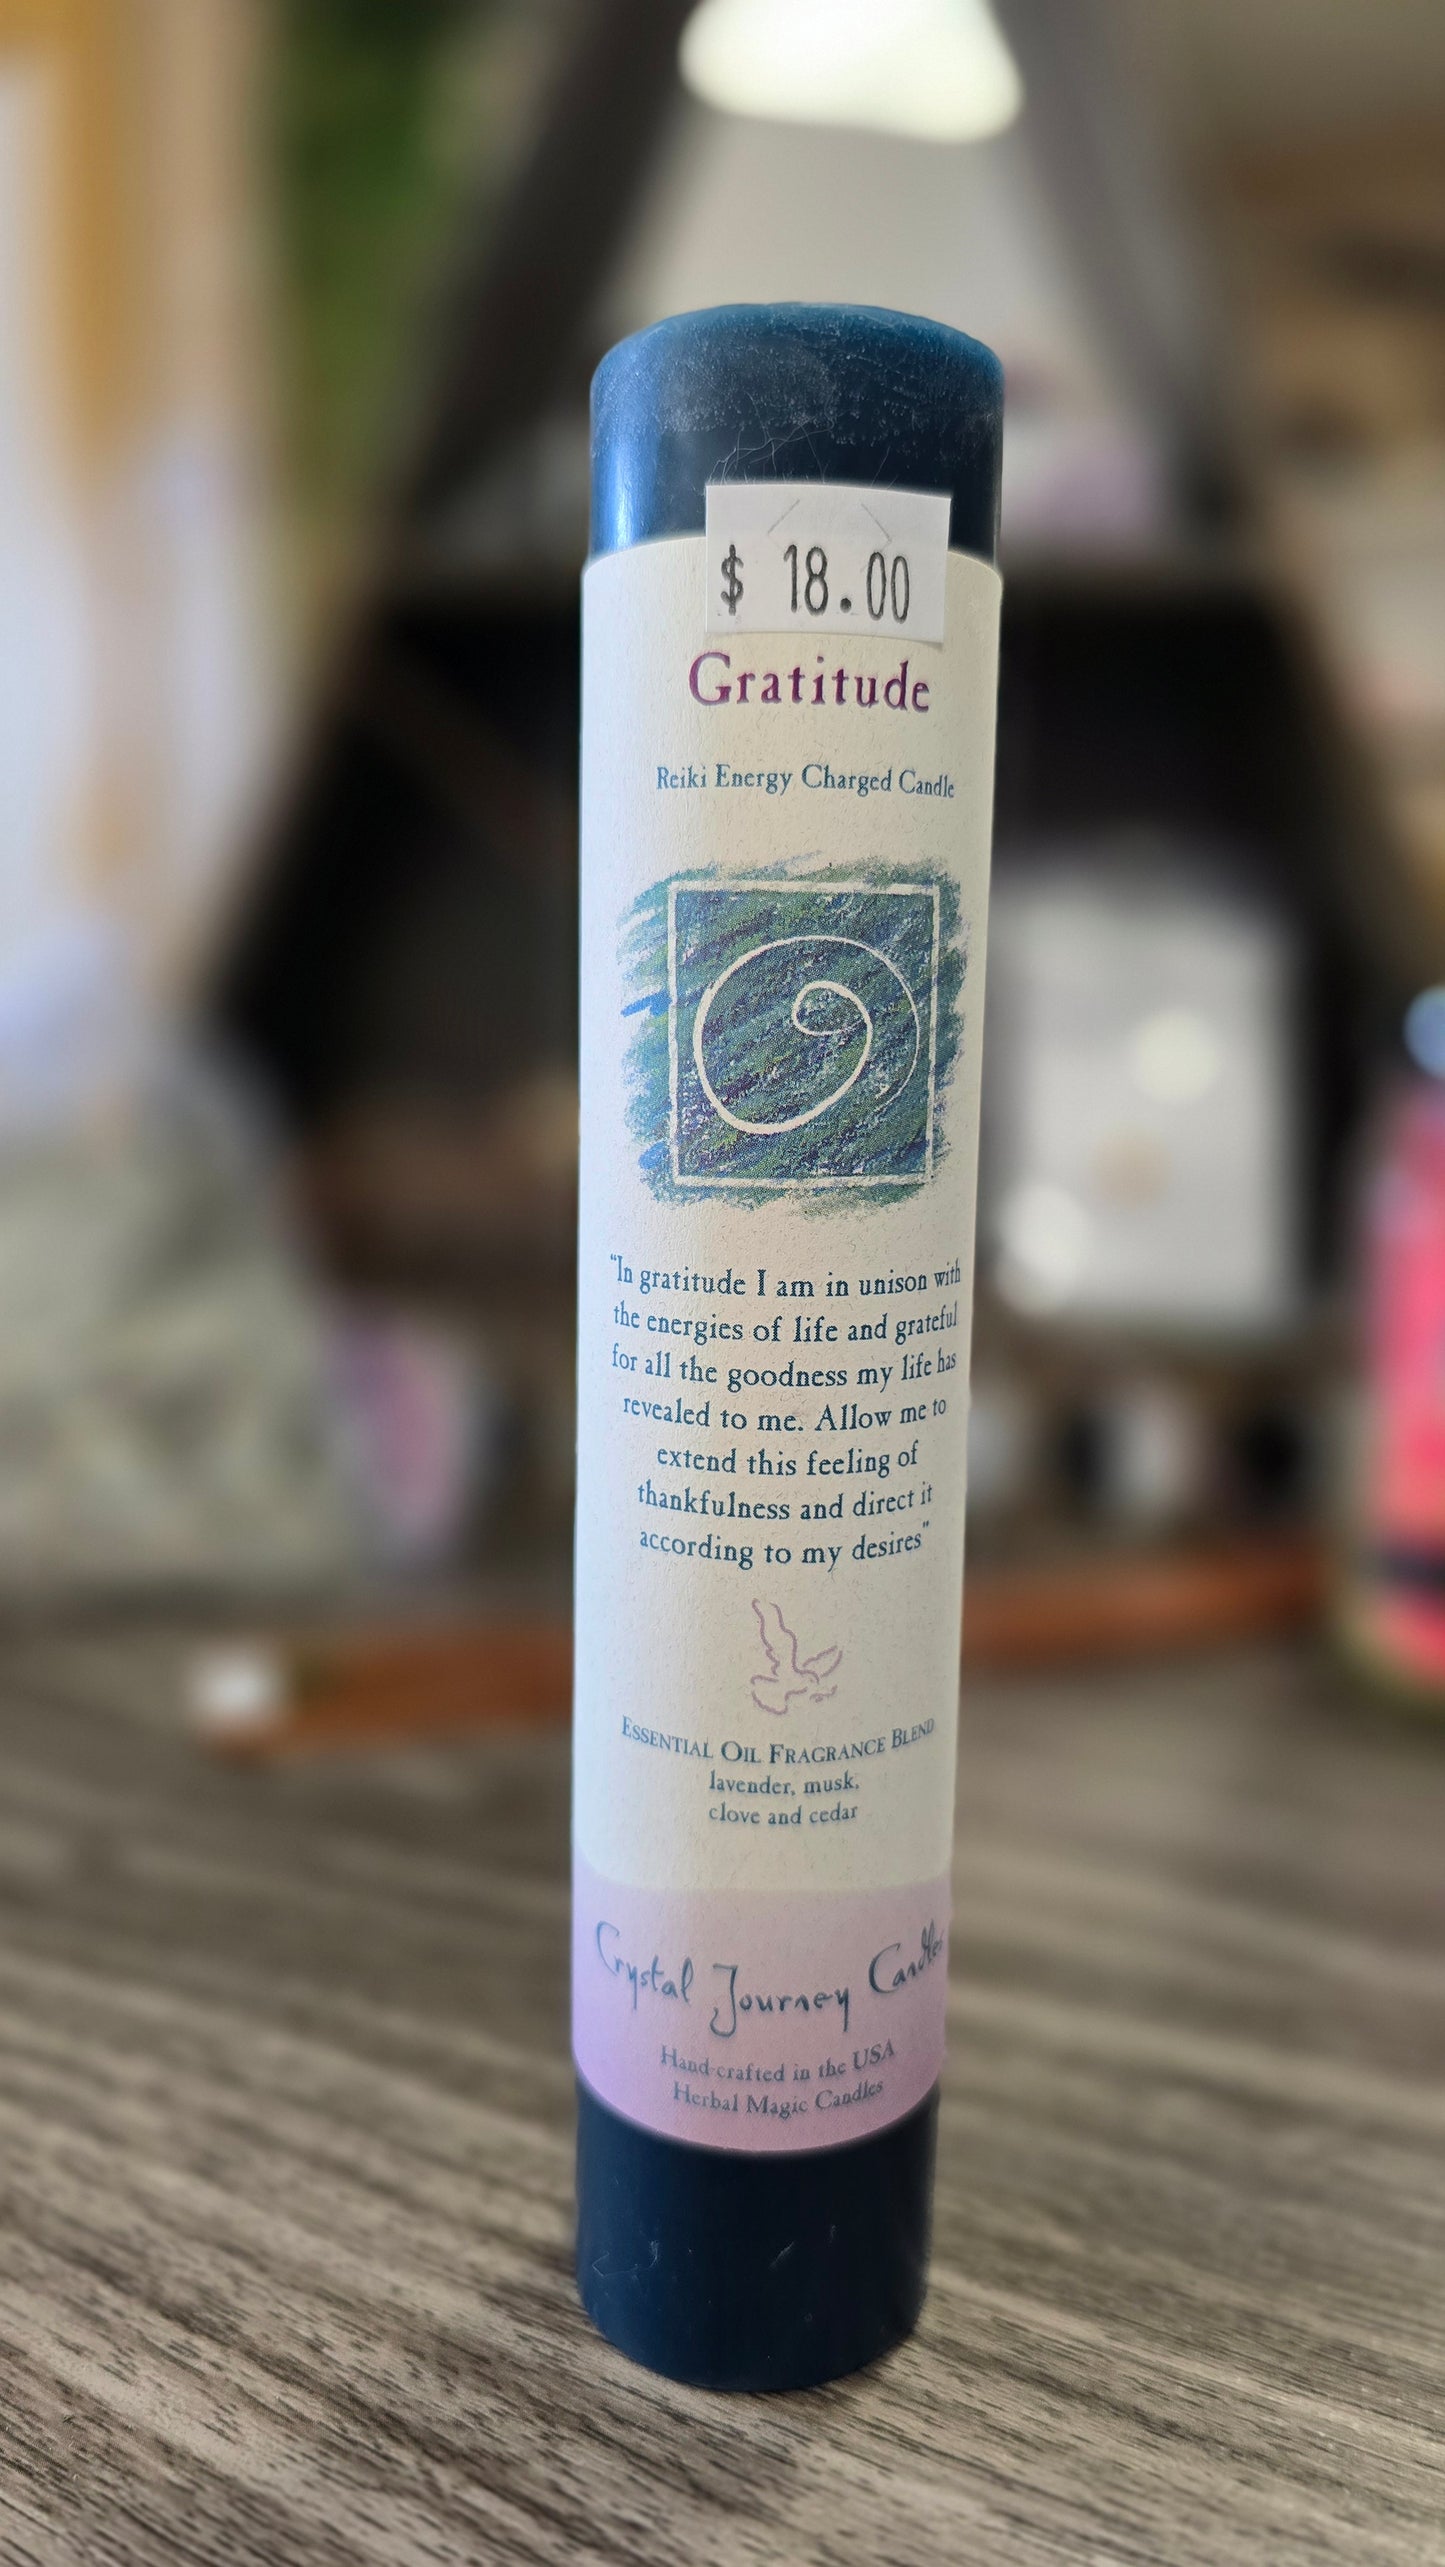 $ 18.00
Gratitude
Reiki Energy Charged Candle
“In gratitude I am in unison with
the energies of life and grateful
for all the goodness my life has
revealed to me. Allow me to
extend this feeling of
thankfulness and direct it
according to my desires”
ESSENTIAL OIL FRAGRANCE BLEND
lavender, musk,
clove and cedar
Crystal Journey Candles
Hand-crafted in the USA
Herbal Magic Candles